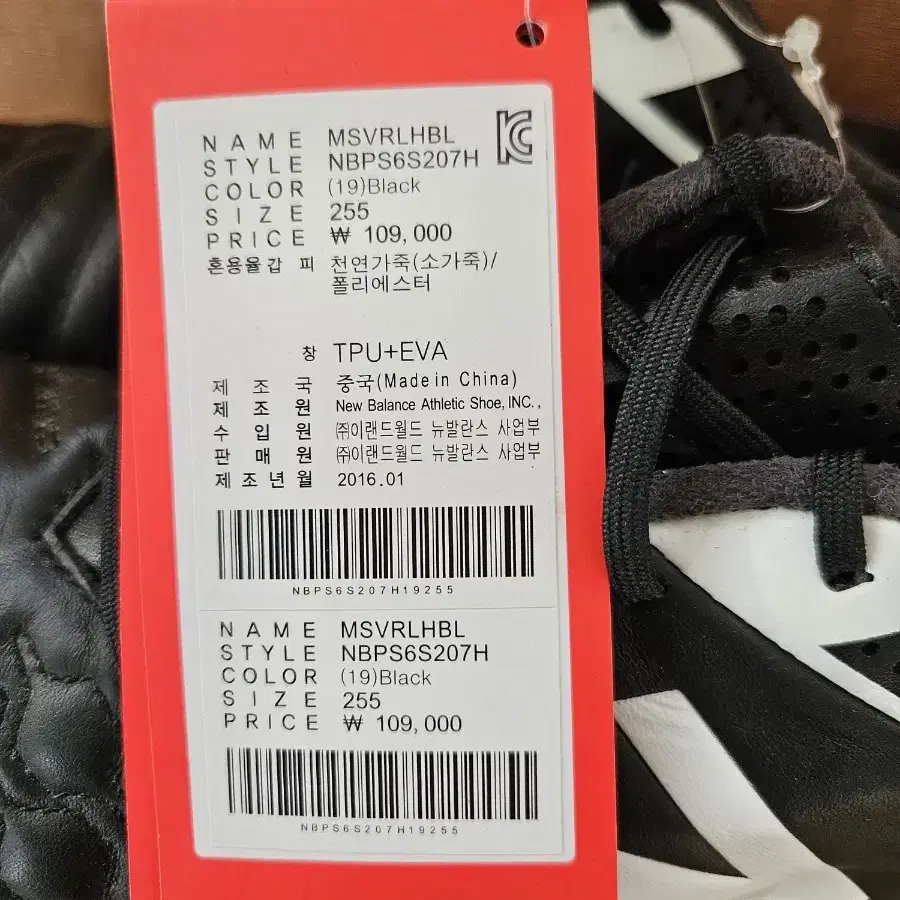 NAME MSVRLHBL
STYLE NBPS6S207H
COLOR (19)Black
SIZE 255
PRICE ₩ 109,000
혼용율갑 피 천연가죽(소가죽)/
폴리에스터
창 TPU+EVA
제조국 중국(Made in China)
제조원 New Balance Athletic Shoe, INC.,
수입원 ㈜이랜드월드 뉴발란스 사업부
판매원 ㈜이랜드월드 뉴발란스 사업부
제조년월 2016.01
NBPS6S207H19255
NAME MSVRLHBL
STYLE NBPS6S207H
COLOR (19)Black
SIZE 255
PRICE ₩ 109,000
NBPS6S207H19255